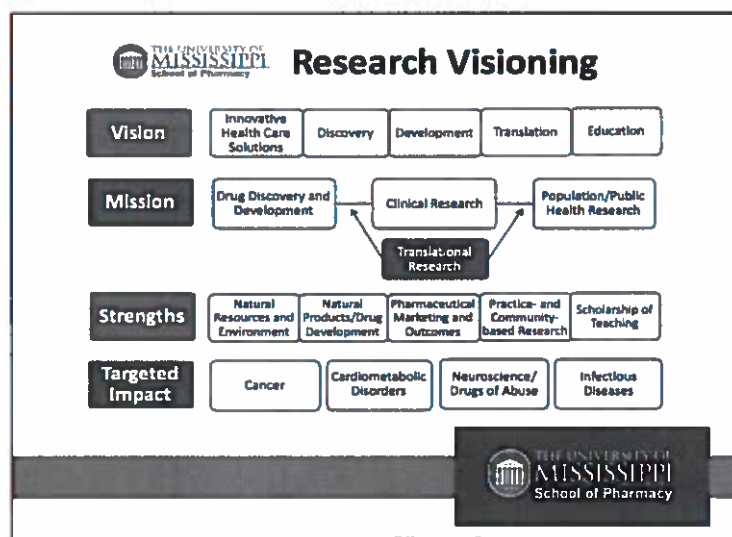 THE UNIVERSITY OF
MISSISSIPPI
School of Pharmacy
Research Visioning
Vision
Innovative
Health Care
Solutions
Discovery
Development
Translation
Education
Mission
Drug Discovery and
Development
Clinical Research
Population/Public
Health Research
Translational
Research
Strengths
Natural
Resources and
Environment
Natural
Products/Drug
Development
Pharmaceutical
Marketing and
Outcomes
Practice- and
Community-
based Research
Scholarship of
Teaching
Targeted
Impact
Cancer
Cardiometabolic
Disorders
Neuroscience/
Drugs of Abuse
Infectious
Diseases
THE UNIVERSITY OF
MISSISSIPPI
School of Pharmacy